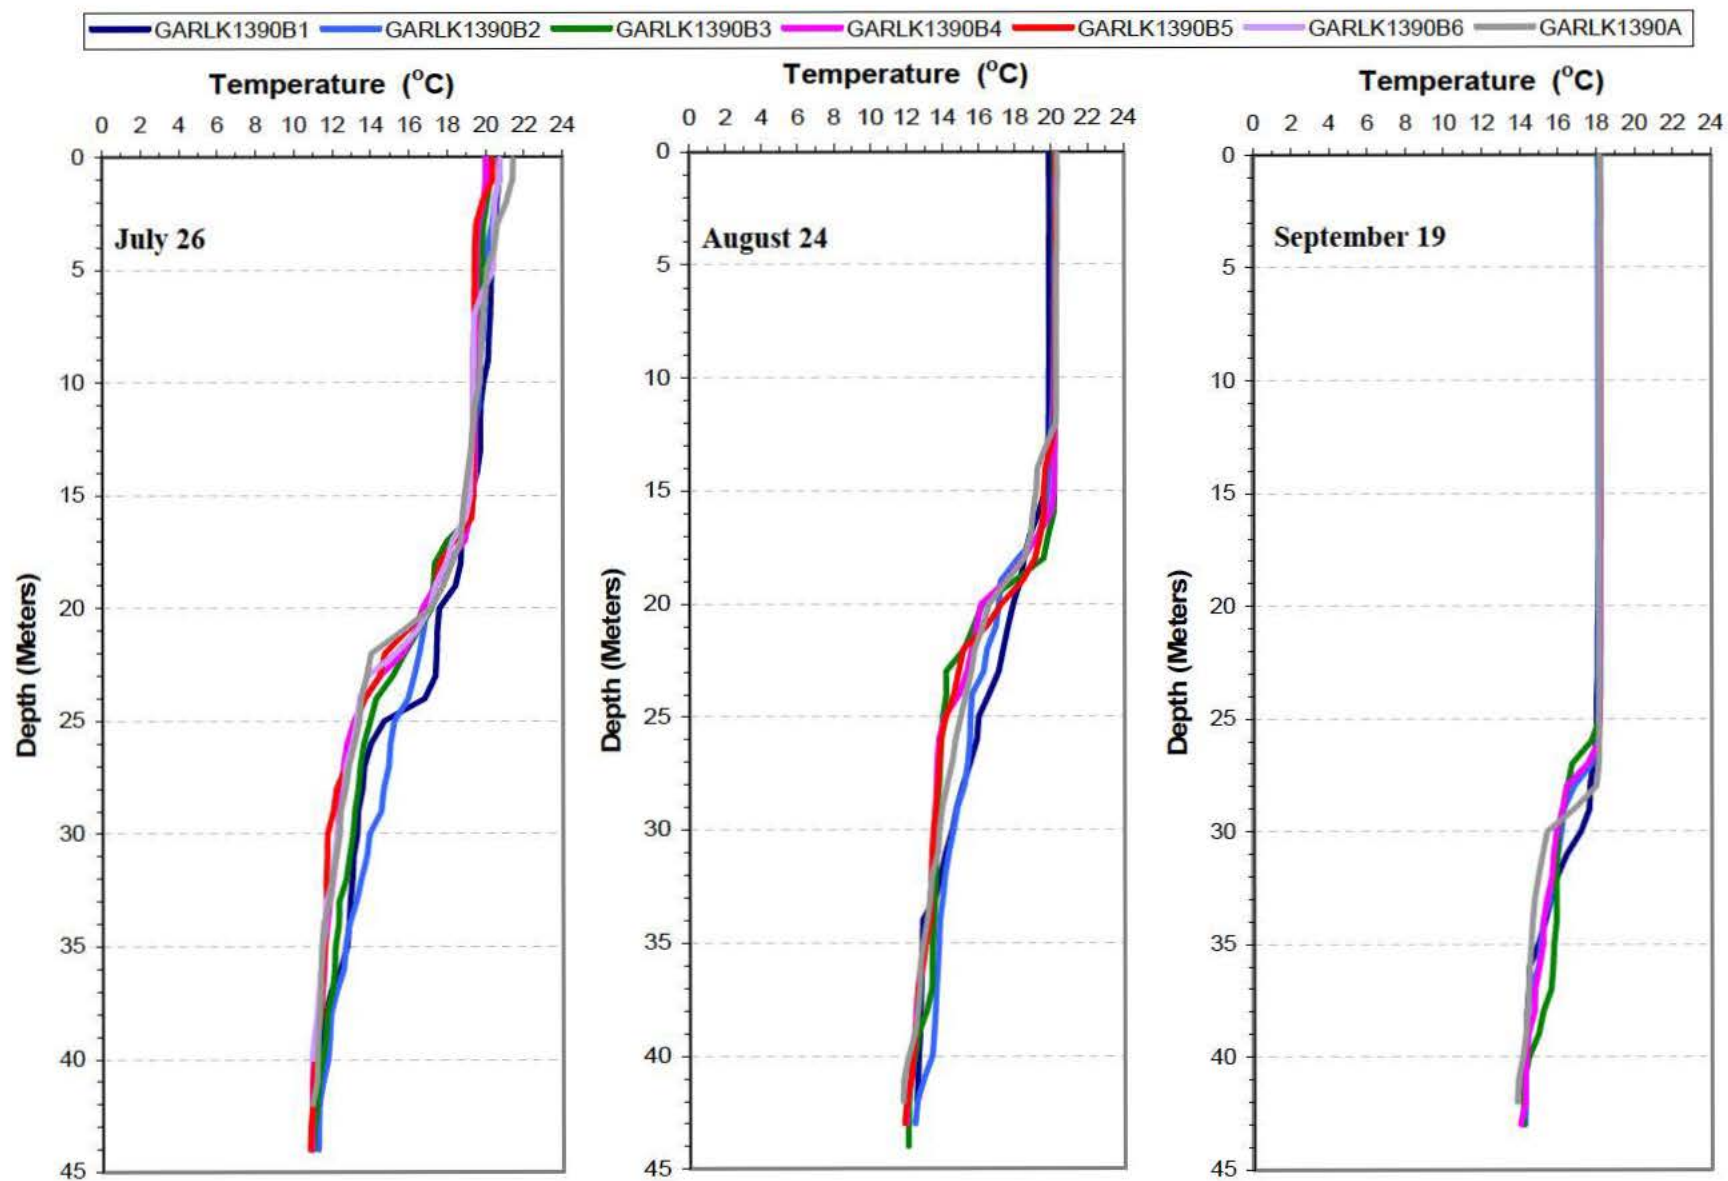 GARLK1390B1 GARLK1390B2 GARLK1390B3 GARLK1390B4 GARLK1390B5 GARLK1390B6 GARLK1390A
Temperature (°C)
0 2 4 6 8 10 12 14 16 18 20 22 24
July 26
Depth (Meters)
0
5
10
15
20
25
30
35
40
45
Temperature (°C)
0 2 4 6 8 10 12 14 16 18 20 22 24
August 24
Depth (Meters)
0
5
10
15
20
25
30
35
40
45
Temperature (°C)
0 2 4 6 8 10 12 14 16 18 20 22 24
September 19
Depth (Meters)
0
5
10
15
20
25
30
35
40
45